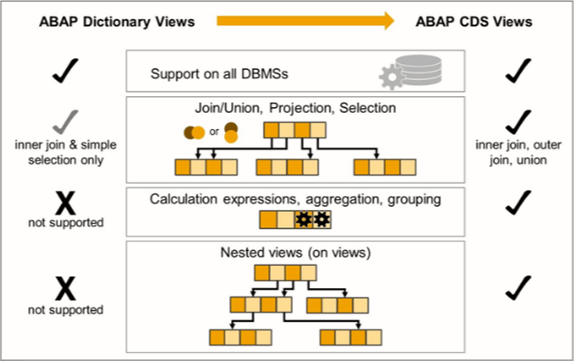 ABAP Dictionary Views
ABAP CDS Views
Support on all DBMSs
Join/Union, Projection, Selection
or
inner join & simple
selection only
inner join, outer
join, union
Calculation expressions, aggregation, grouping
X
not supported
Nested views (on views)
X
not supported